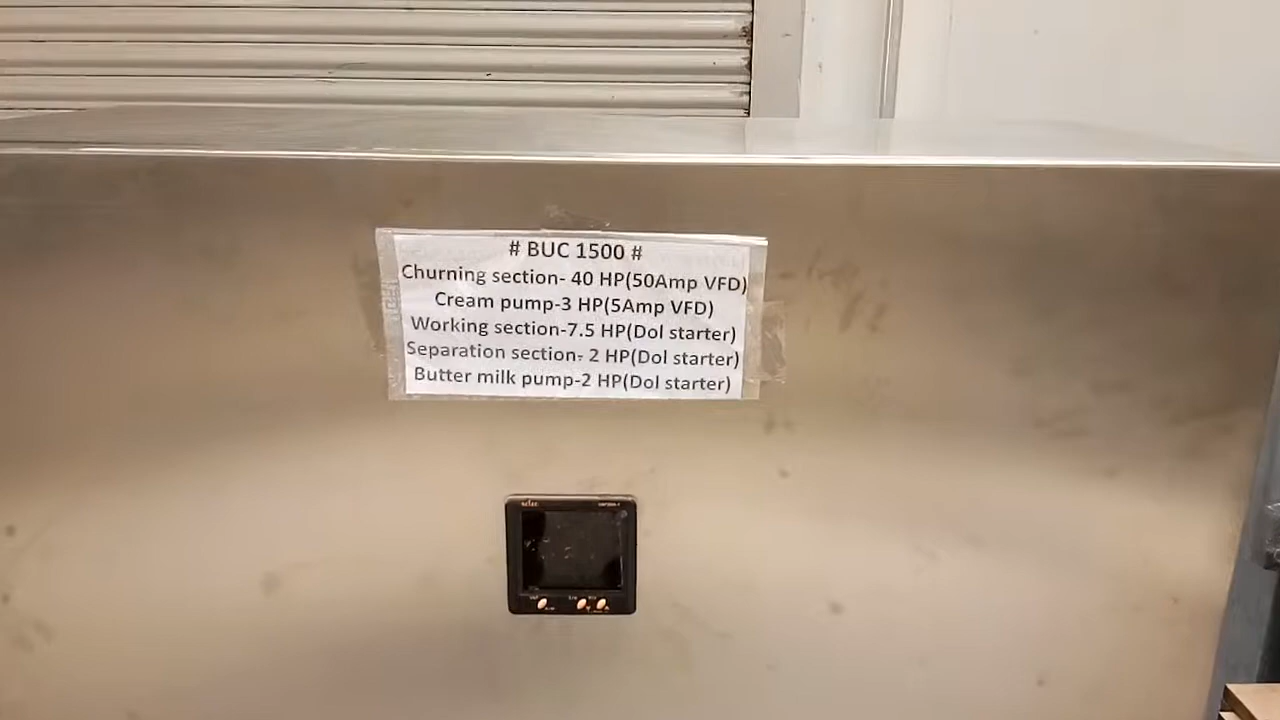 # BUC 1500 #
Churning section- 40 HP(50Amp VFD)
Cream pump-3 HP(5Amp VFD)
Working section-7.5 HP(Dol starter)
Separation section- 2 HP(Dol starter)
Butter milk pump-2 HP(Dol starter)
selec